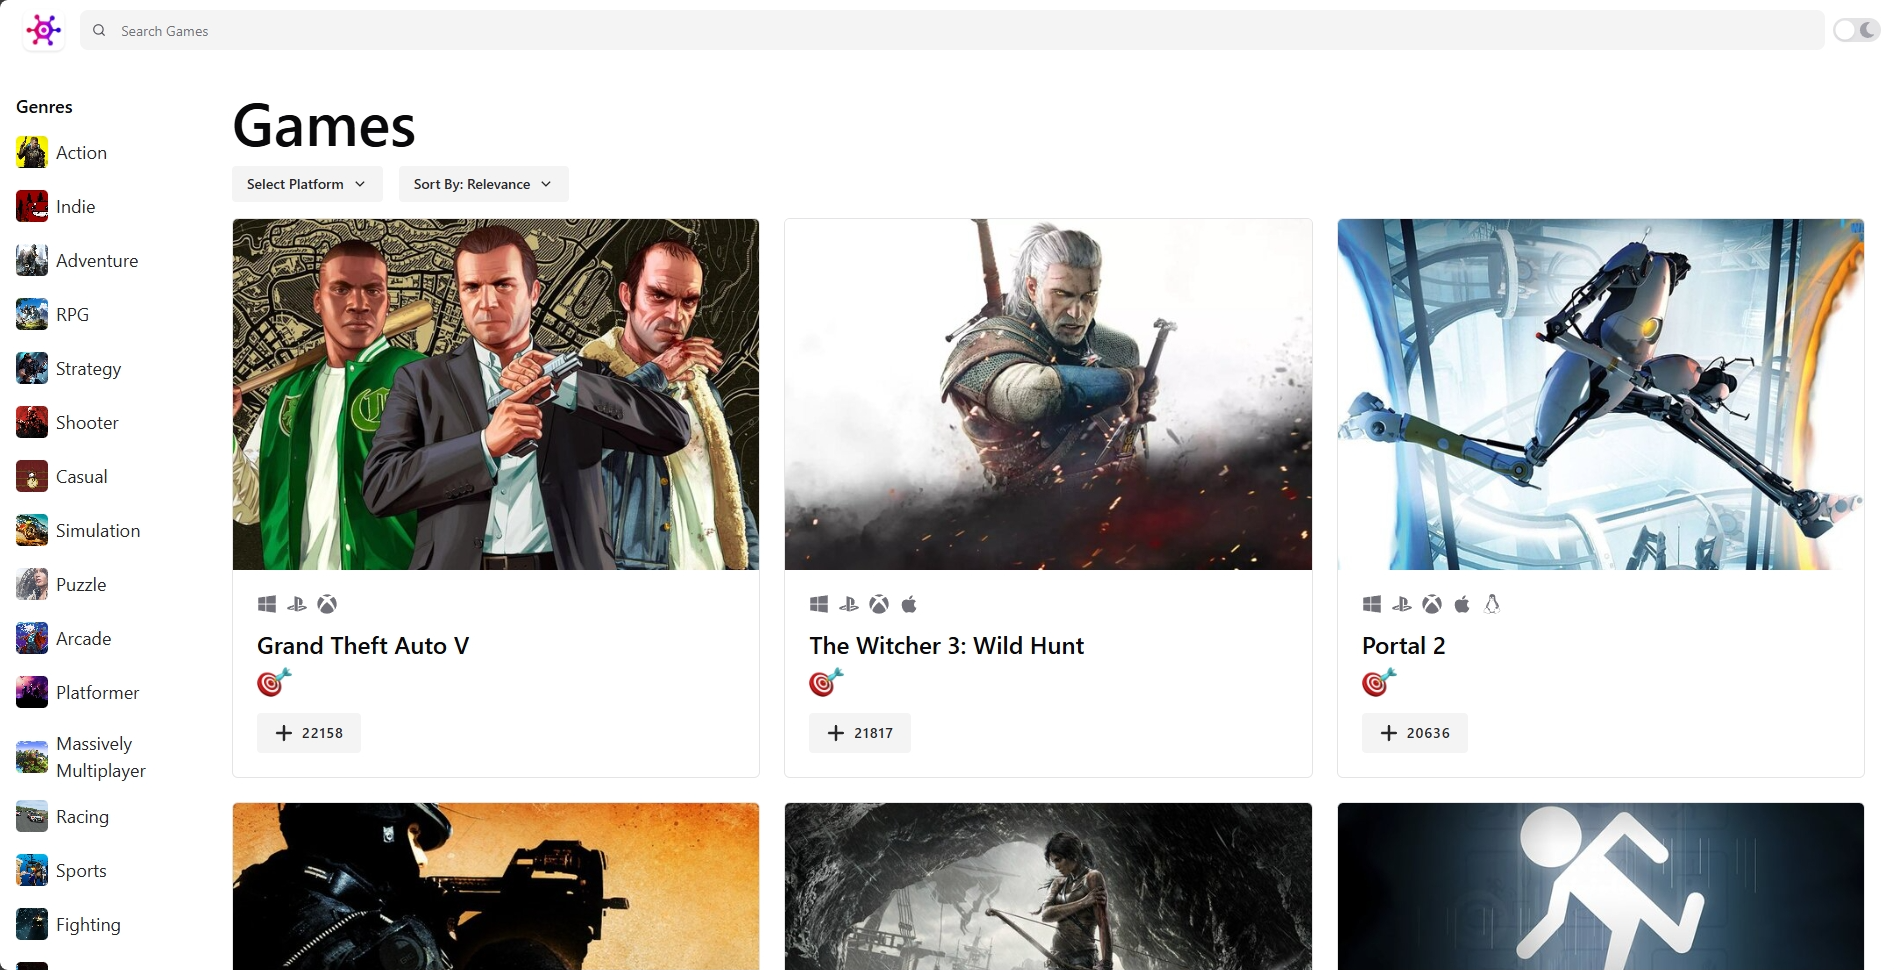 Search Games
Genres
Action
Indie
Adventure
RPG
Strategy
Shooter
Casual
Simulation
Puzzle
Arcade
Platformer
Massively
Multiplayer
Racing
Sports
Fighting
Games
Select Platform
Sort By: Relevance
Grand Theft Auto V
22158
The Witcher 3: Wild Hunt
21817
Portal 2
20636